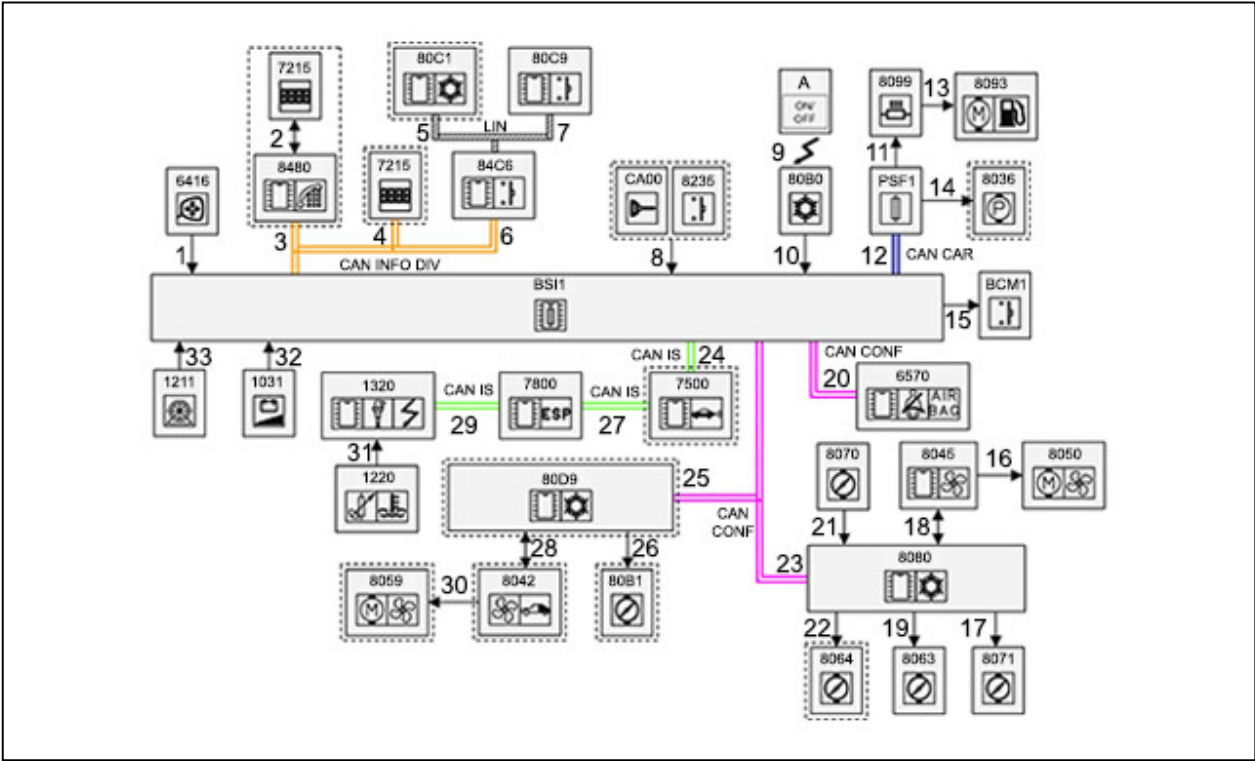 7215
2
8480
3
6416
1
80C1
80C9
5
LIN
7
7215
84C6
4
6
CAN INFO DIV
CA00
8235
8
A
ON/
OFF
9
80B0
10
8099
13
8093
M
11
PSF1
14
8036
P
12
CAN CAR
BSI1
15
BCM1
33
1211
32
1031
CAN IS
24
CAN CONF
20
6570
AIR
BAG
1320
CAN IS
29
7800
ESP
CAN IS
27
7500
31
1220
80D9
25
CAN
CONF
28
26
8059
M
30
8042
80B1
8070
8045
16
8050
M
21
18
23
8080
22
19
17
8064
8063
8071